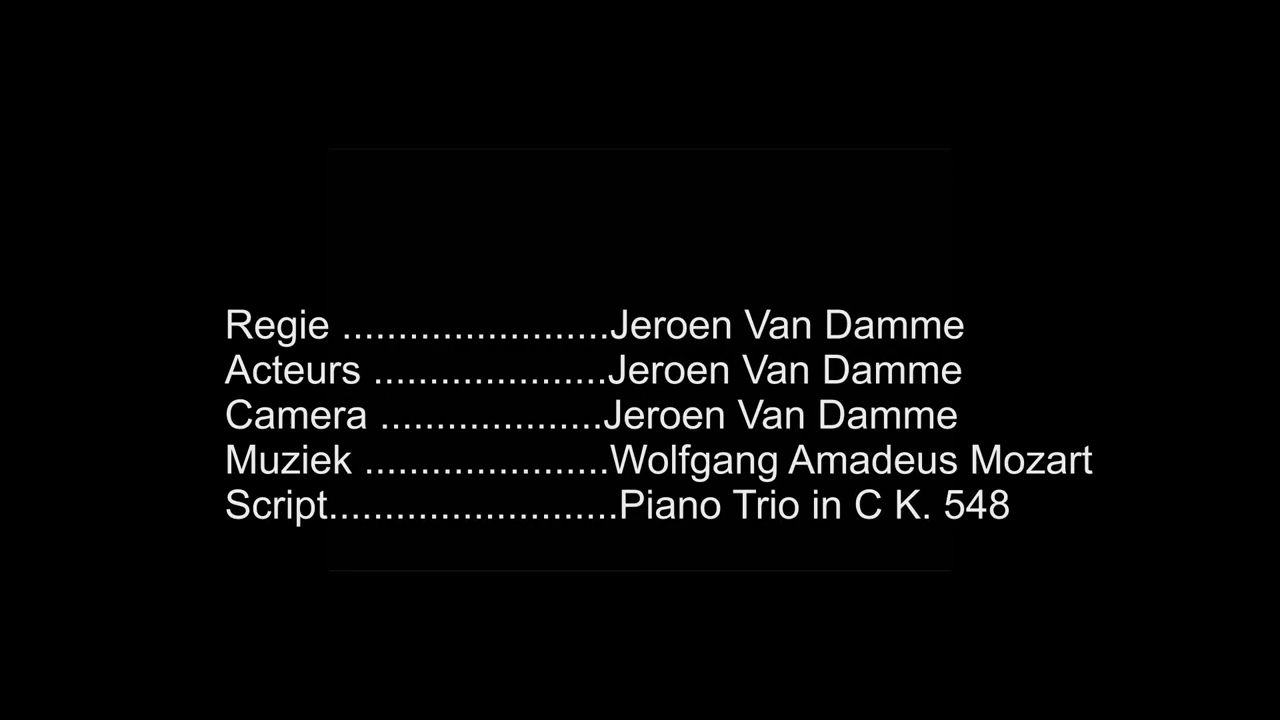 Regie ........................Jeroen Van Damme
Acteurs .....................Jeroen Van Damme
Camera ....................Jeroen Van Damme
Muziek ......................Wolfgang Amadeus Mozart
Script..........................Piano Trio in C K. 548